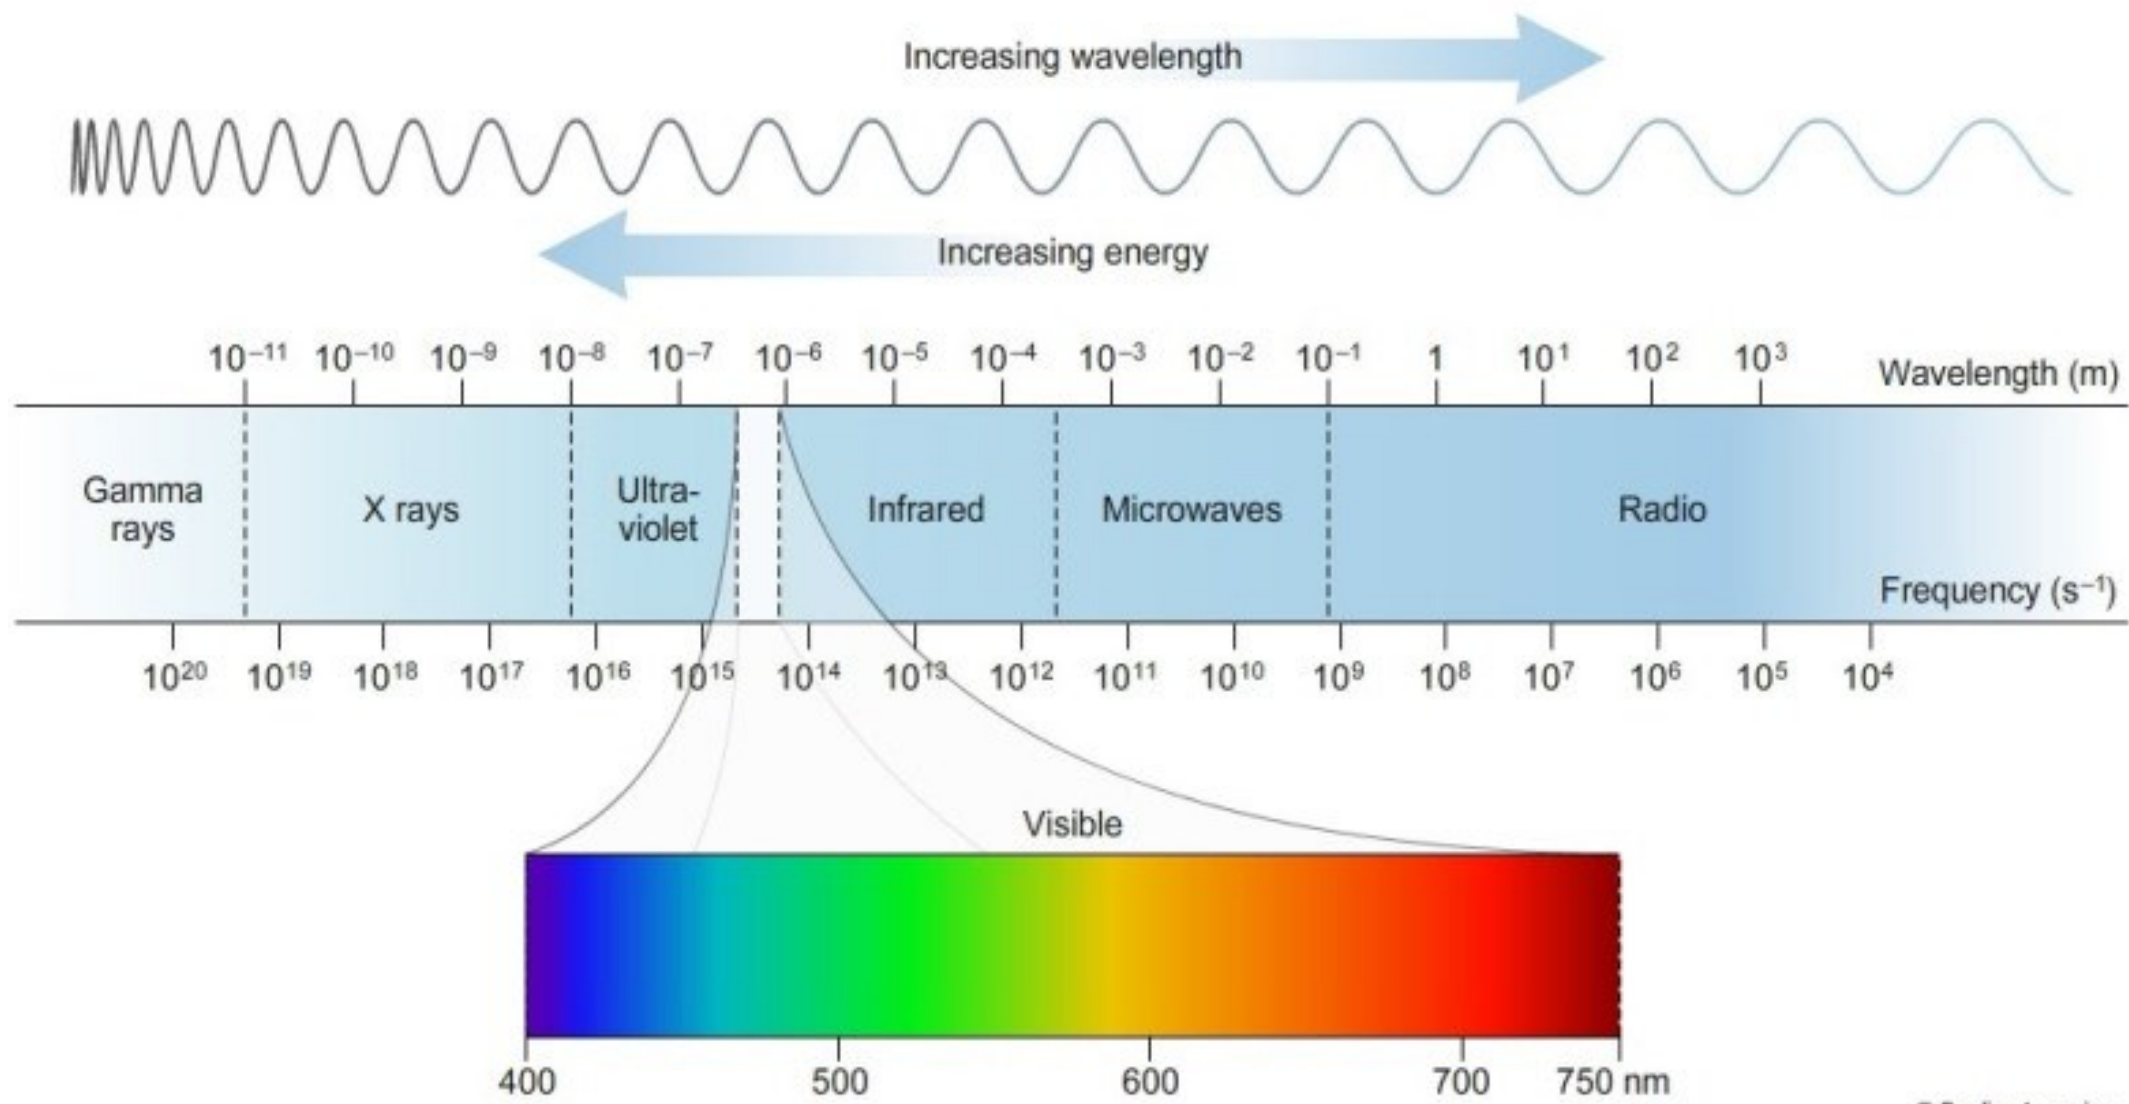 Increasing wavelength
Increasing energy
10⁻¹¹ 10⁻¹⁰ 10⁻⁹ 10⁻⁸ 10⁻⁷ 10⁻⁶ 10⁻⁵ 10⁻⁴ 10⁻³ 10⁻² 10⁻¹ 1 10¹ 10² 10³ Wavelength (m)
Gamma
rays
X rays
Ultra-
violet
Infrared
Microwaves
Radio
Frequency (s⁻¹)
10²⁰ 10¹⁹ 10¹⁸ 10¹⁷ 10¹⁶ 10¹⁵ 10¹⁴ 10¹³ 10¹² 10¹¹ 10¹⁰ 10⁹ 10⁸ 10⁷ 10⁶ 10⁵ 10⁴
Visible
400 500 600 700 750 nm